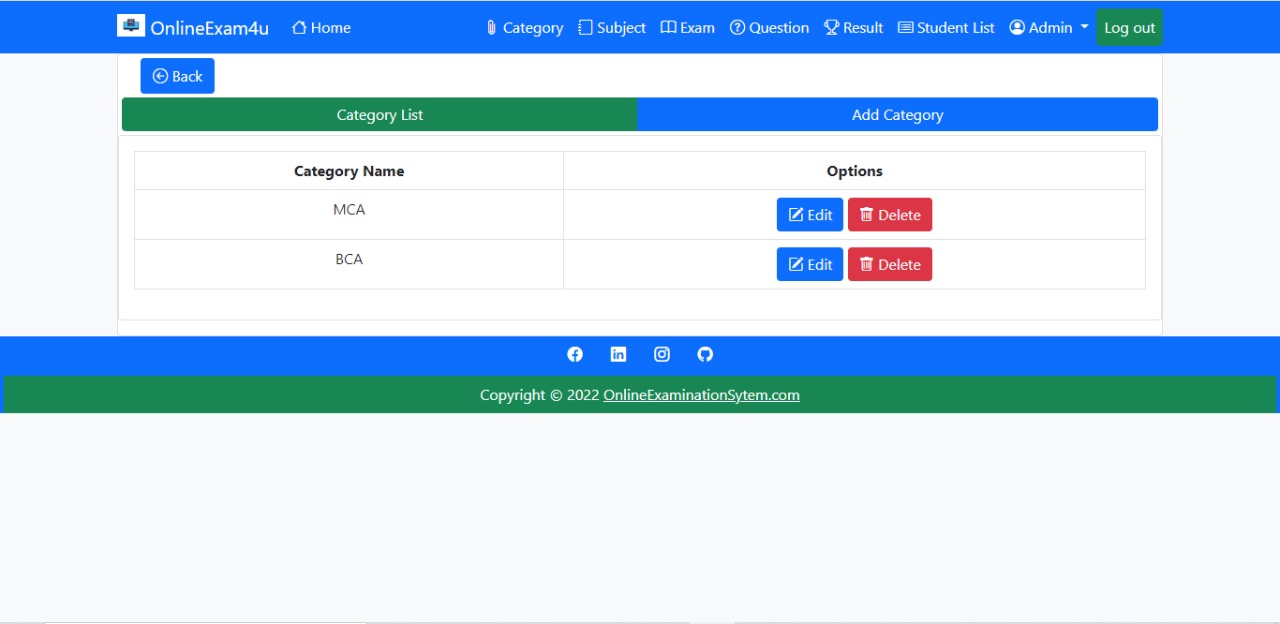 OnlineExam4u Home Category Subject Exam Question Result Student List Admin Log out
Back
Category List Add Category
Category Name Options
MCA Edit Delete
BCA Edit Delete
Copyright © 2022 OnlineExaminationSytem.com